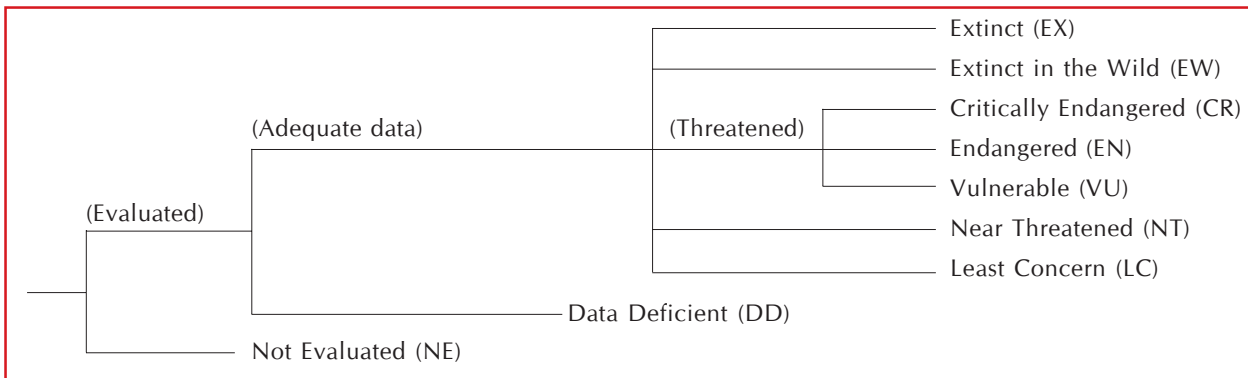 Extinct (EX)
Extinct in the Wild (EW)
Critically Endangered (CR)
(Adequate data)
(Threatened)
Endangered (EN)
Vulnerable (VU)
(Evaluated)
Near Threatened (NT)
Least Concern (LC)
Data Deficient (DD)
Not Evaluated (NE)